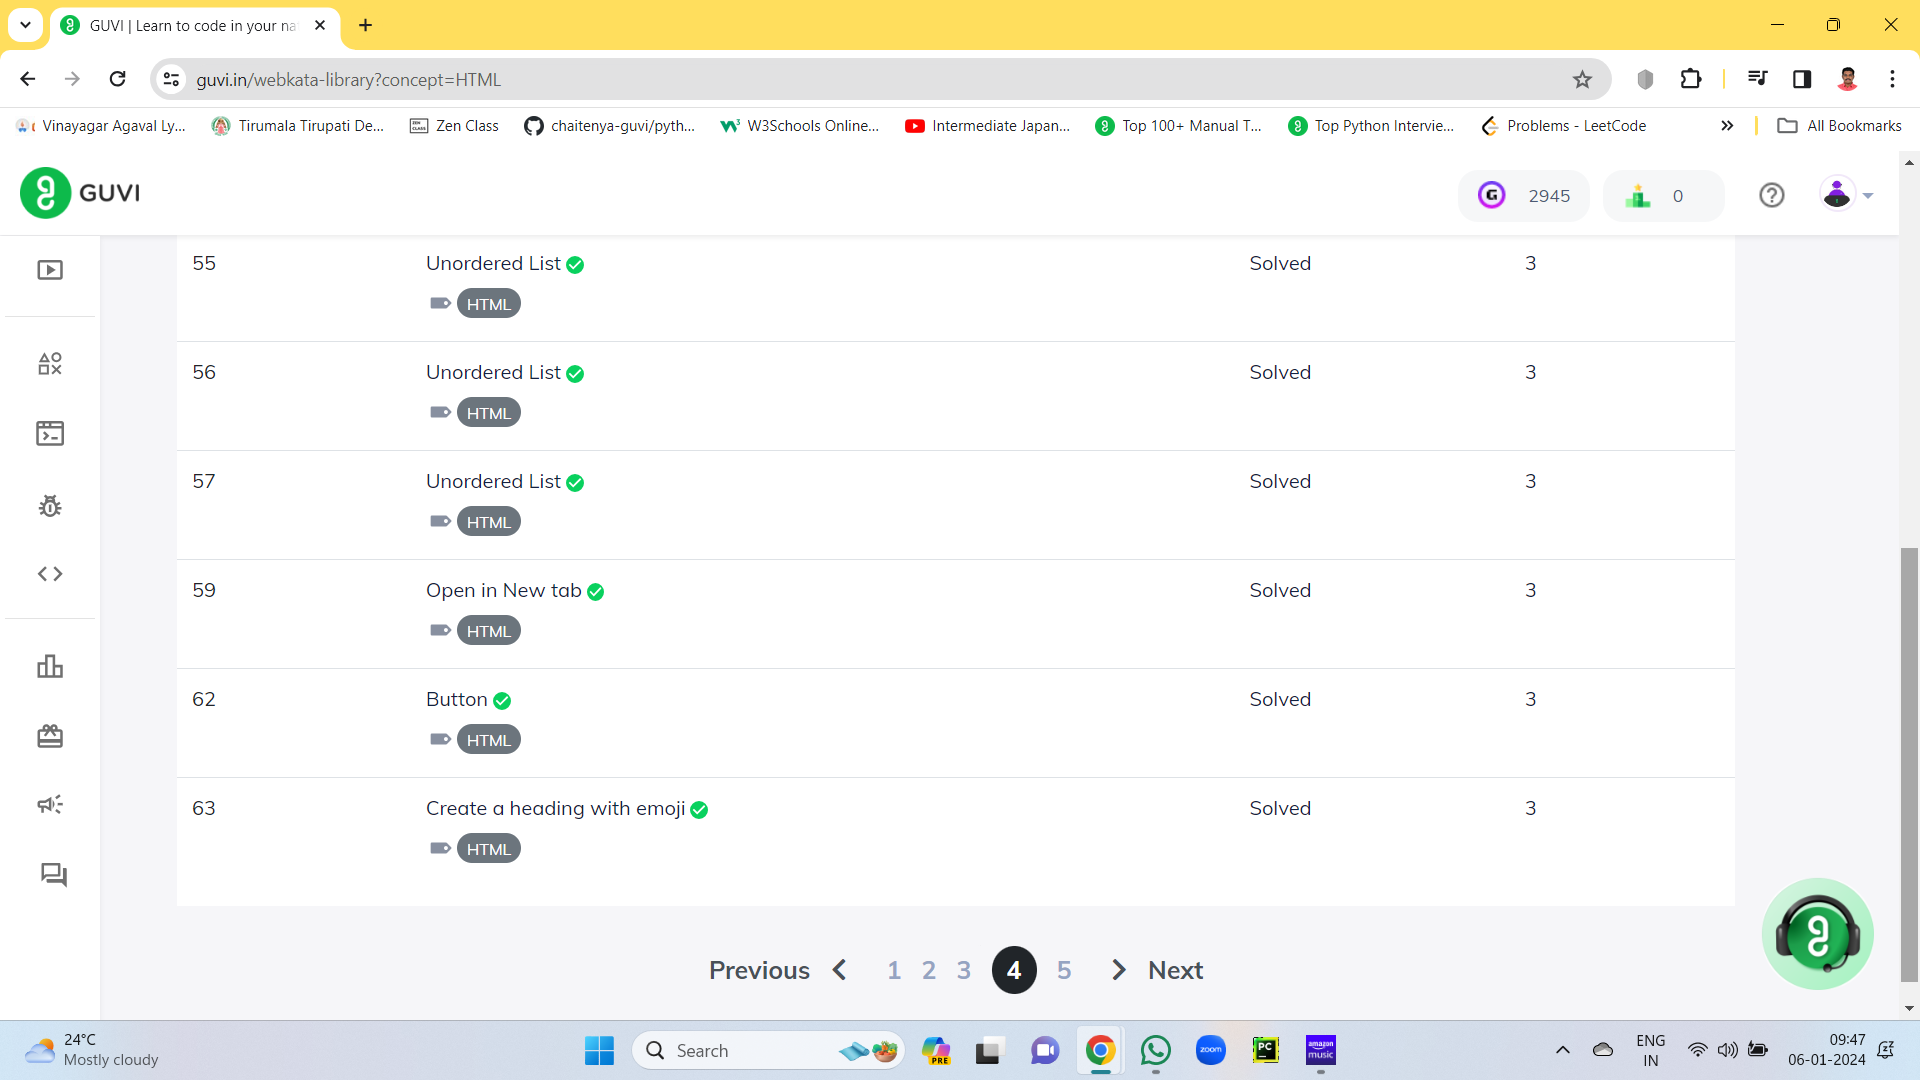 GUVI | Learn to code in your na
guvi.in/webkata-library?concept=HTML
Vinayagar Agaval Ly...
Tirumala Tirupati De...
Zen Class
chaitenya-guvi/pyth...
W3Schools Online...
Intermediate Japan...
Top 100+ Manual T...
Top Python Intervie...
Problems - LeetCode
All Bookmarks
GUVI
2945
0
55 Unordered List Solved 3
HTML
56 Unordered List Solved 3
HTML
57 Unordered List Solved 3
HTML
59 Open in New tab Solved 3
HTML
62 Button Solved 3
HTML
63 Create a heading with emoji Solved 3
HTML
Previous 1 2 3 4 5 Next
24°C
Mostly cloudy
Search
PRE
zoom
PC
amazon
music
ENG
IN
09:47
06-01-2024